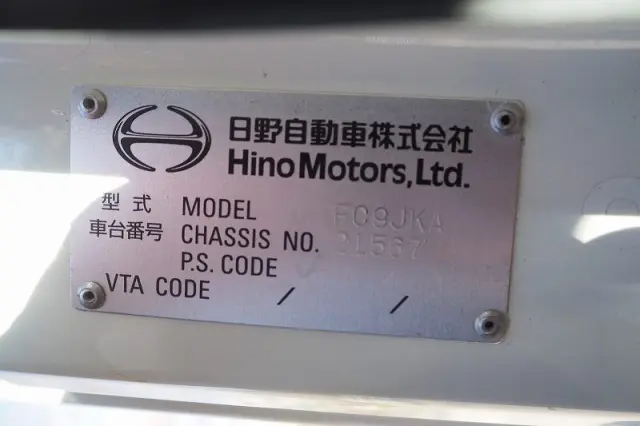 日野自動車株式会社
Hino Motors, Ltd.
型式 MODEL FC9JKA
車台番号 CHASSIS NO. 21567
P.S. CODE
VTA CODE / /